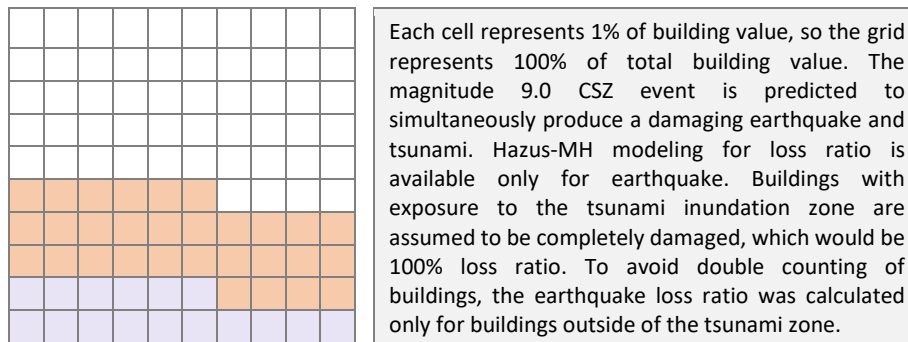 Each cell represents 1% of building value, so the grid
represents 100% of total building value. The
magnitude 9.0 CSZ event is predicted to
simultaneously produce a damaging earthquake and
tsunami. Hazus-MH modeling for loss ratio is
available only for earthquake. Buildings with
exposure to the tsunami inundation zone are
assumed to be completely damaged, which would be
100% loss ratio. To avoid double counting of
buildings, the earthquake loss ratio was calculated
only for buildings outside of the tsunami zone.